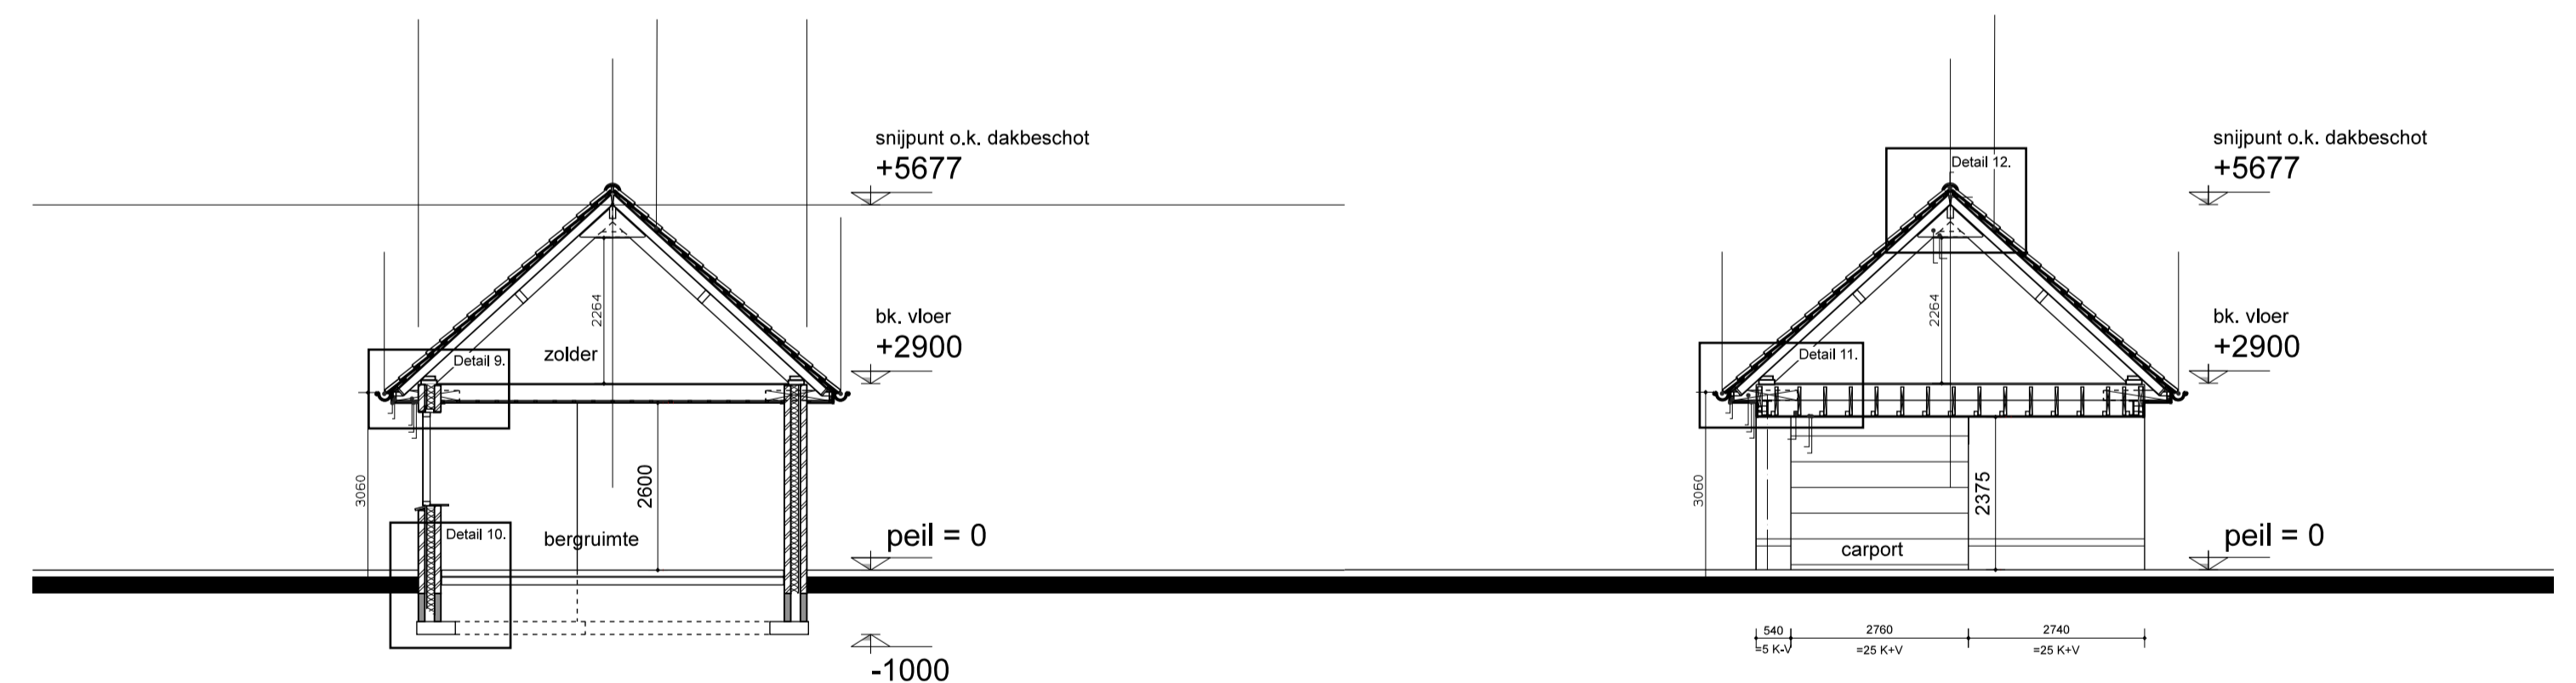 snijpunt o.k. dakbeschot
+5677
2264
zolder
bk. vloer
+2900
Detail 9.
3060
2600
bergruimte
Detail 10.
peil = 0
-1000
Detail 12.
snijpunt o.k. dakbeschot
+5677
2264
bk. vloer
+2900
Detail 11.
3060
2375
carport
peil = 0
540
2760
2740
=5 K-V
=25 K+V
=25 K+V